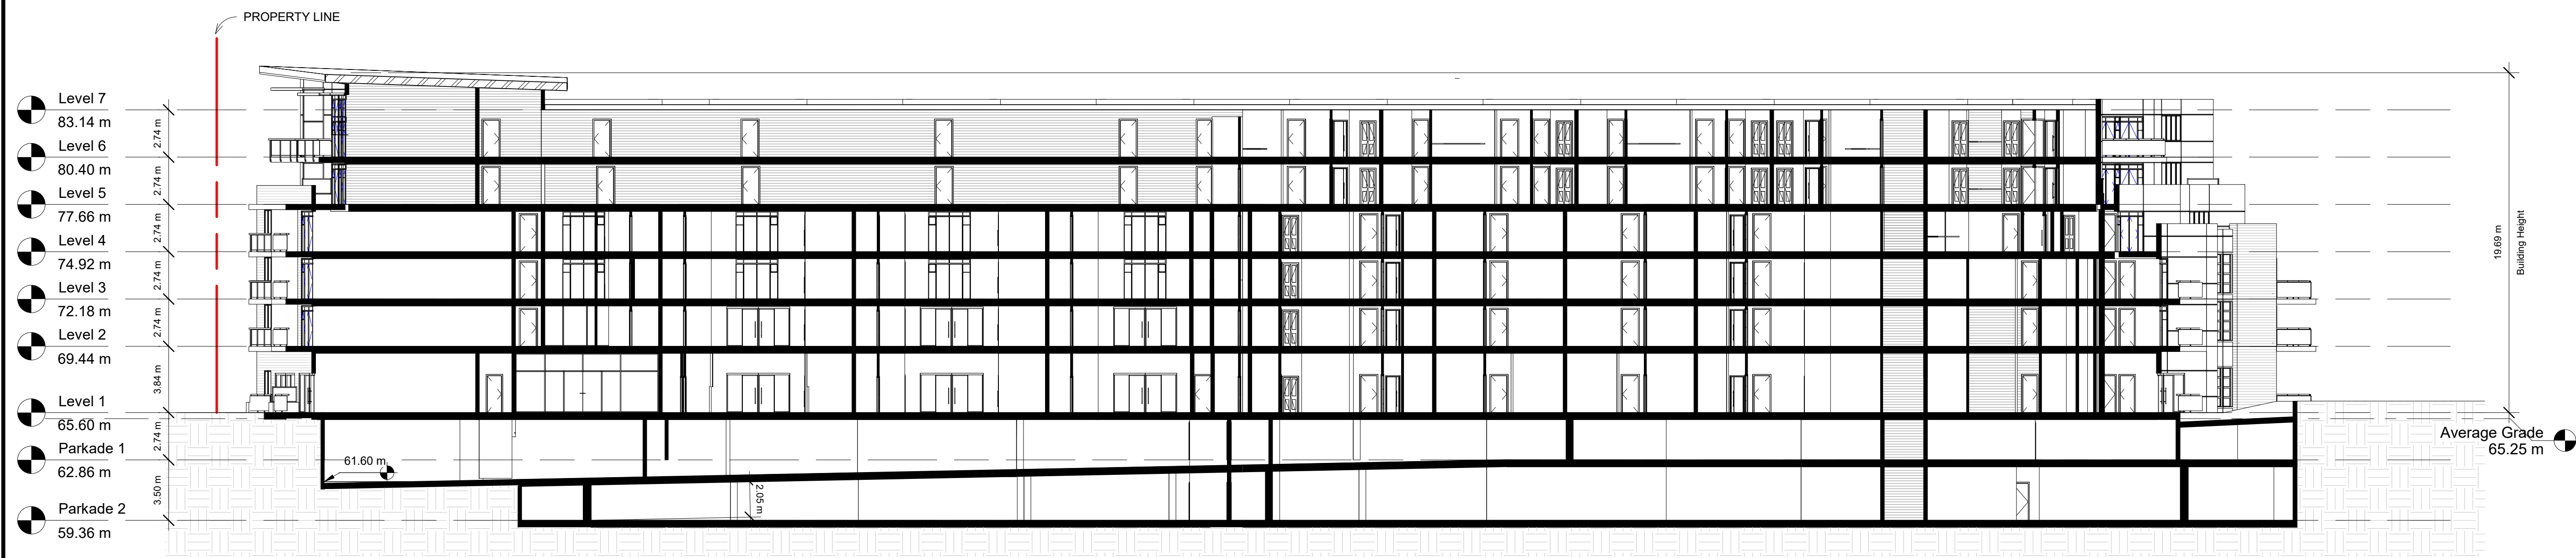 PROPERTY LINE
Level 7
83.14 m
2.74 m
Level 6
80.40 m
2.74 m
Level 5
77.66 m
2.74 m
Level 4
74.92 m
2.74 m
Level 3
72.18 m
2.74 m
Level 2
69.44 m
3.84 m
Level 1
65.60 m
2.74 m
Parkade 1
62.86 m
3.50 m
Parkade 2
59.36 m
61.60 m
2.05 m
19.69 m
Building Height
Average Grade
65.25 m